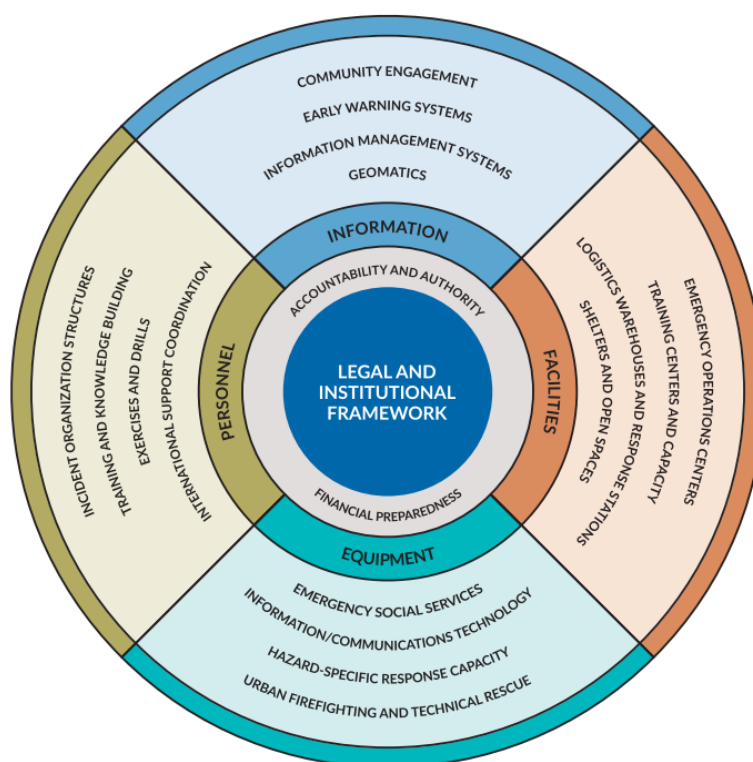 COMMUNITY ENGAGEMENT
EARLY WARNING SYSTEMS
INFORMATION MANAGEMENT SYSTEMS
GEOMATICS
INFORMATION
ACCOUNTABILITY AND AUTHORITY
LEGAL AND
INSTITUTIONAL
FRAMEWORK
FINANCIAL PREPAREDNESS
FACILITIES
EMERGENCY OPERATIONS CENTERS
TRAINING CENTERS AND CAPACITY
LOGISTICS WAREHOUSES AND RESPONSE STATIONS
SHELTERS AND OPEN SPACES
EQUIPMENT
EMERGENCY SOCIAL SERVICES
INFORMATION/COMMUNICATIONS TECHNOLOGY
HAZARD-SPECIFIC RESPONSE CAPACITY
URBAN FIREFIGHTING AND TECHNICAL RESCUE
PERSONNEL
INCIDENT ORGANIZATION STRUCTURES
TRAINING AND KNOWLEDGE BUILDING
EXERCISES AND DRILLS
INTERNATIONAL SUPPORT COORDINATION